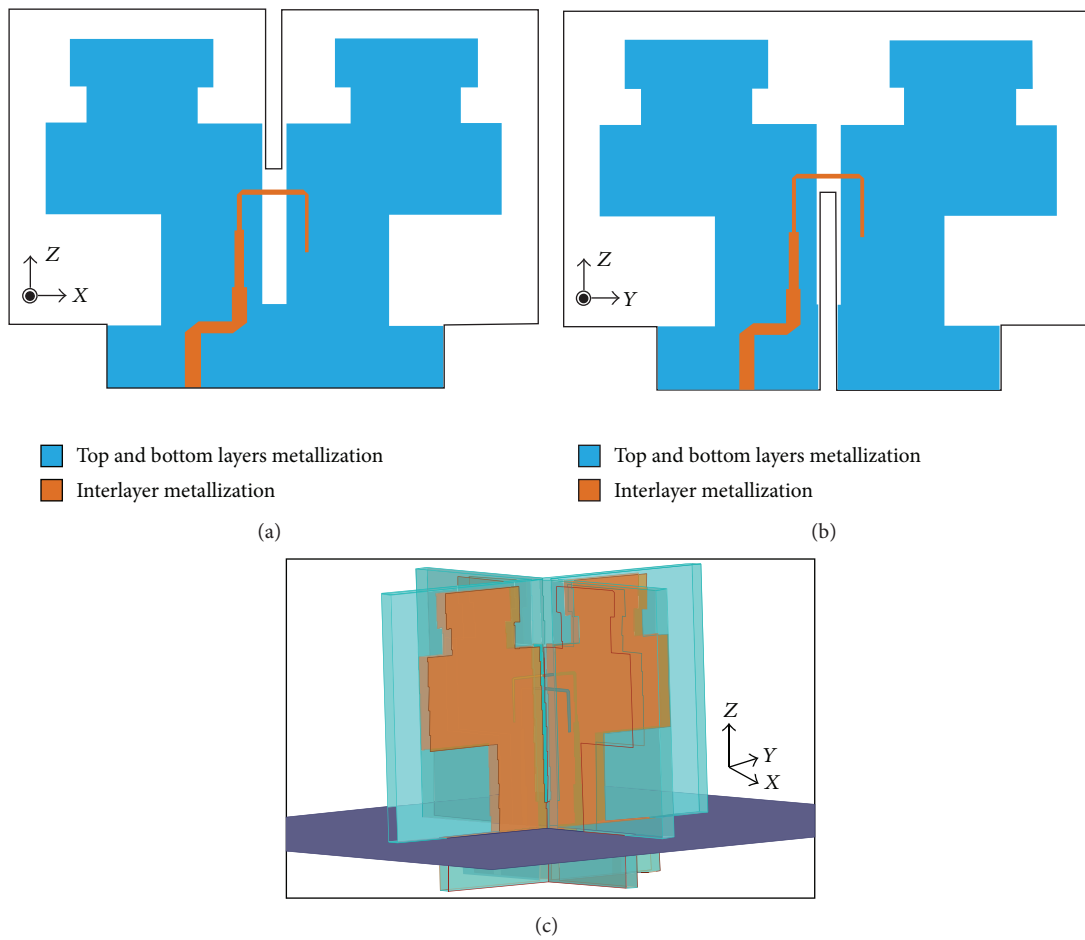 Z
X
Z
Y
Top and bottom layers metallization
Interlayer metallization
(a)
Top and bottom layers metallization
Interlayer metallization
(b)
Z
Y
X
(c)